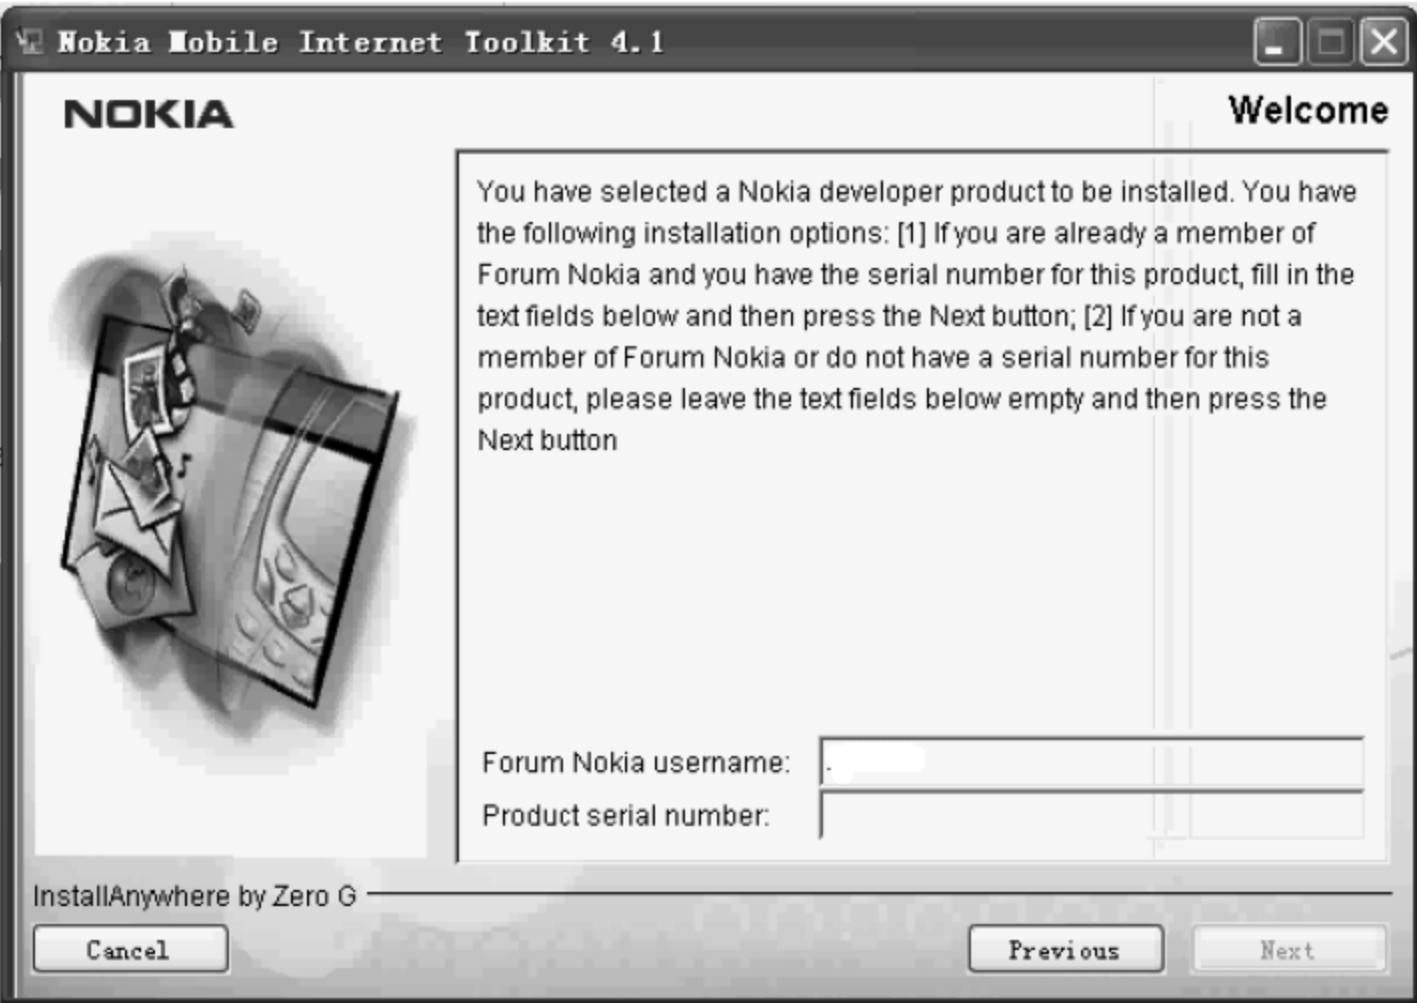 Nokia Mobile Internet Toolkit 4.1
NOKIA
Welcome
You have selected a Nokia developer product to be installed. You have
the following installation options: [1] If you are already a member of
Forum Nokia and you have the serial number for this product, fill in the
text fields below and then press the Next button; [2] If you are not a
member of Forum Nokia or do not have a serial number for this
product, please leave the text fields below empty and then press the
Next button
Forum Nokia username:
Product serial number:
InstallAnywhere by Zero G
Cancel
Previous
Next